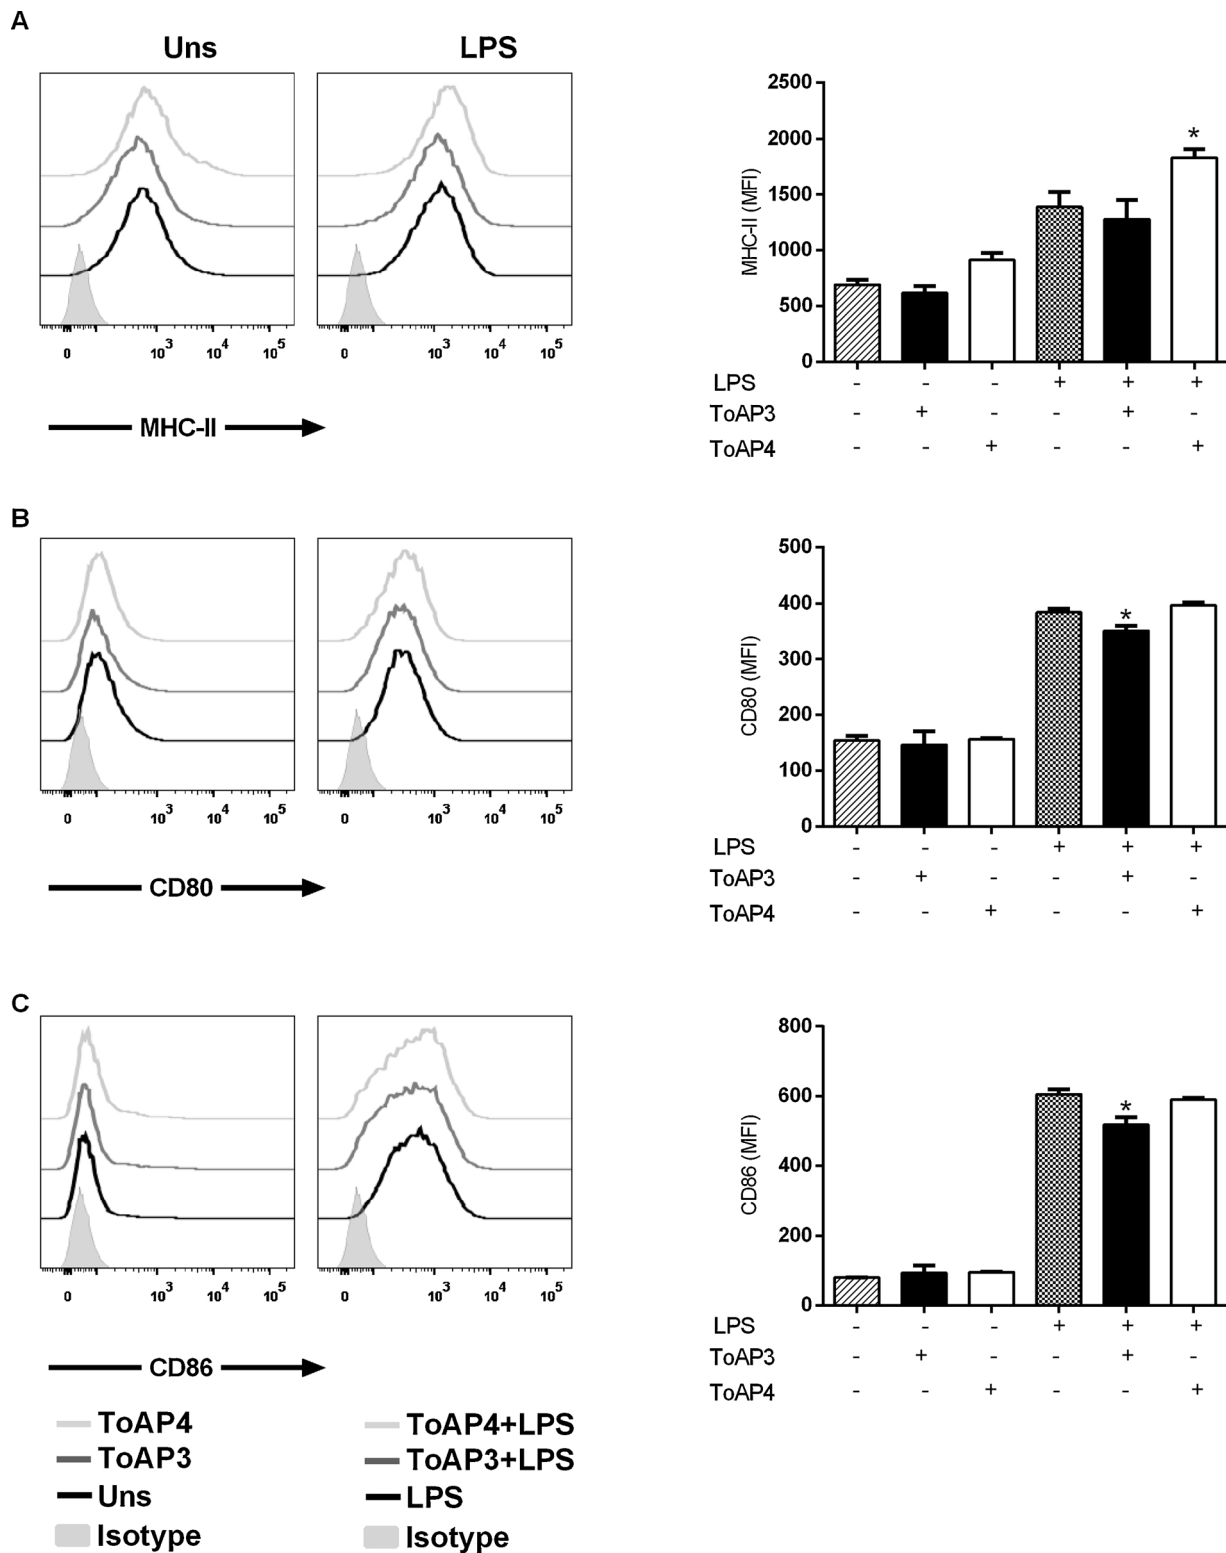 A
Uns LPS
0 10³ 10⁴ 10⁵ 0 10³ 10⁴ 10⁵
MHC-II
2500
2000
1500
1000
500
0
MHC-II (MFI)
*
LPS - - - + + +
ToAP3 - + - - + -
ToAP4 - - + - - +
B
0 10³ 10⁴ 10⁵ 0 10³ 10⁴ 10⁵
CD80
500
400
300
200
100
0
CD80 (MFI)
*
LPS - - - + + +
ToAP3 - + - - + -
ToAP4 - - + - - +
C
0 10³ 10⁴ 10⁵ 0 10³ 10⁴ 10⁵
CD86
800
600
400
200
0
CD86 (MFI)
*
LPS - - - + + +
ToAP3 - + - - + -
ToAP4 - - + - - +
ToAP4 ToAP4+LPS
ToAP3 ToAP3+LPS
Uns LPS
Isotype Isotype